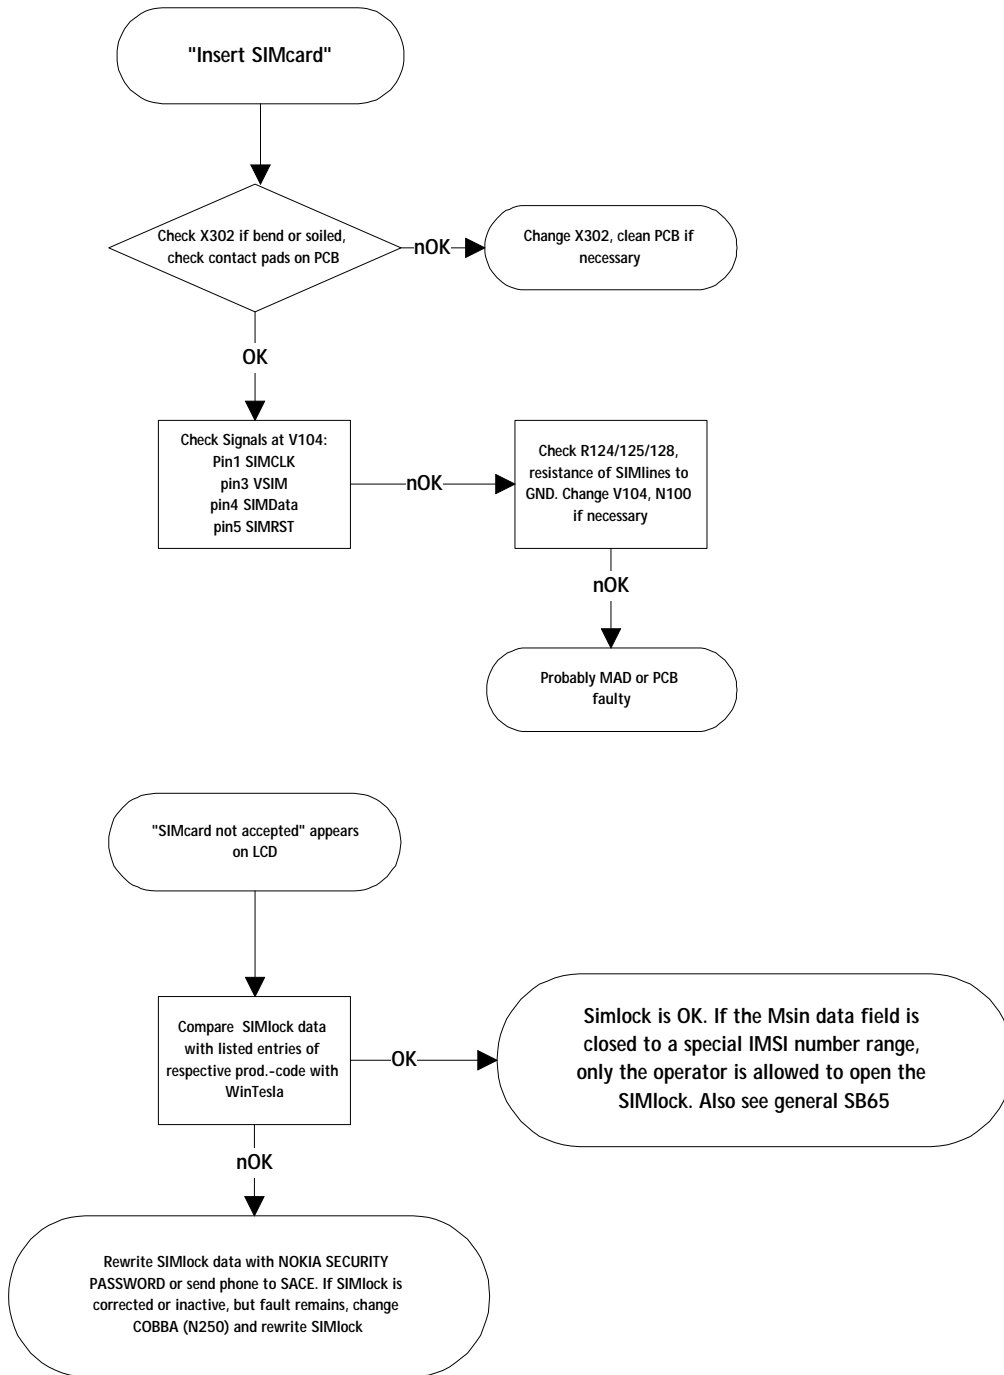 "Insert SIMcard"
Check X302 if bend or soiled,
check contact pads on PCB
nOK
Change X302, clean PCB if
necessary
OK
Check Signals at V104:
Pin1 SIMCLK
pin3 VSIM
pin4 SIMData
pin5 SIMRST
nOK
Check R124/125/128,
resistance of SIMlines to
GND. Change V104, N100
if necessary
nOK
Probably MAD or PCB
faulty
"SIMcard not accepted" appears
on LCD
Compare SIMlock data
with listed entries of
respective prod.-code with
WinTesla
OK
Simlock is OK. If the Msin data field is
closed to a special IMSI number range,
only the operator is allowed to open the
SIMlock. Also see general SB65
nOK
Rewrite SIMlock data with NOKIA SECURITY
PASSWORD or send phone to SACE. If SIMlock is
corrected or inactive, but fault remains, change
COBBA (N250) and rewrite SIMlock